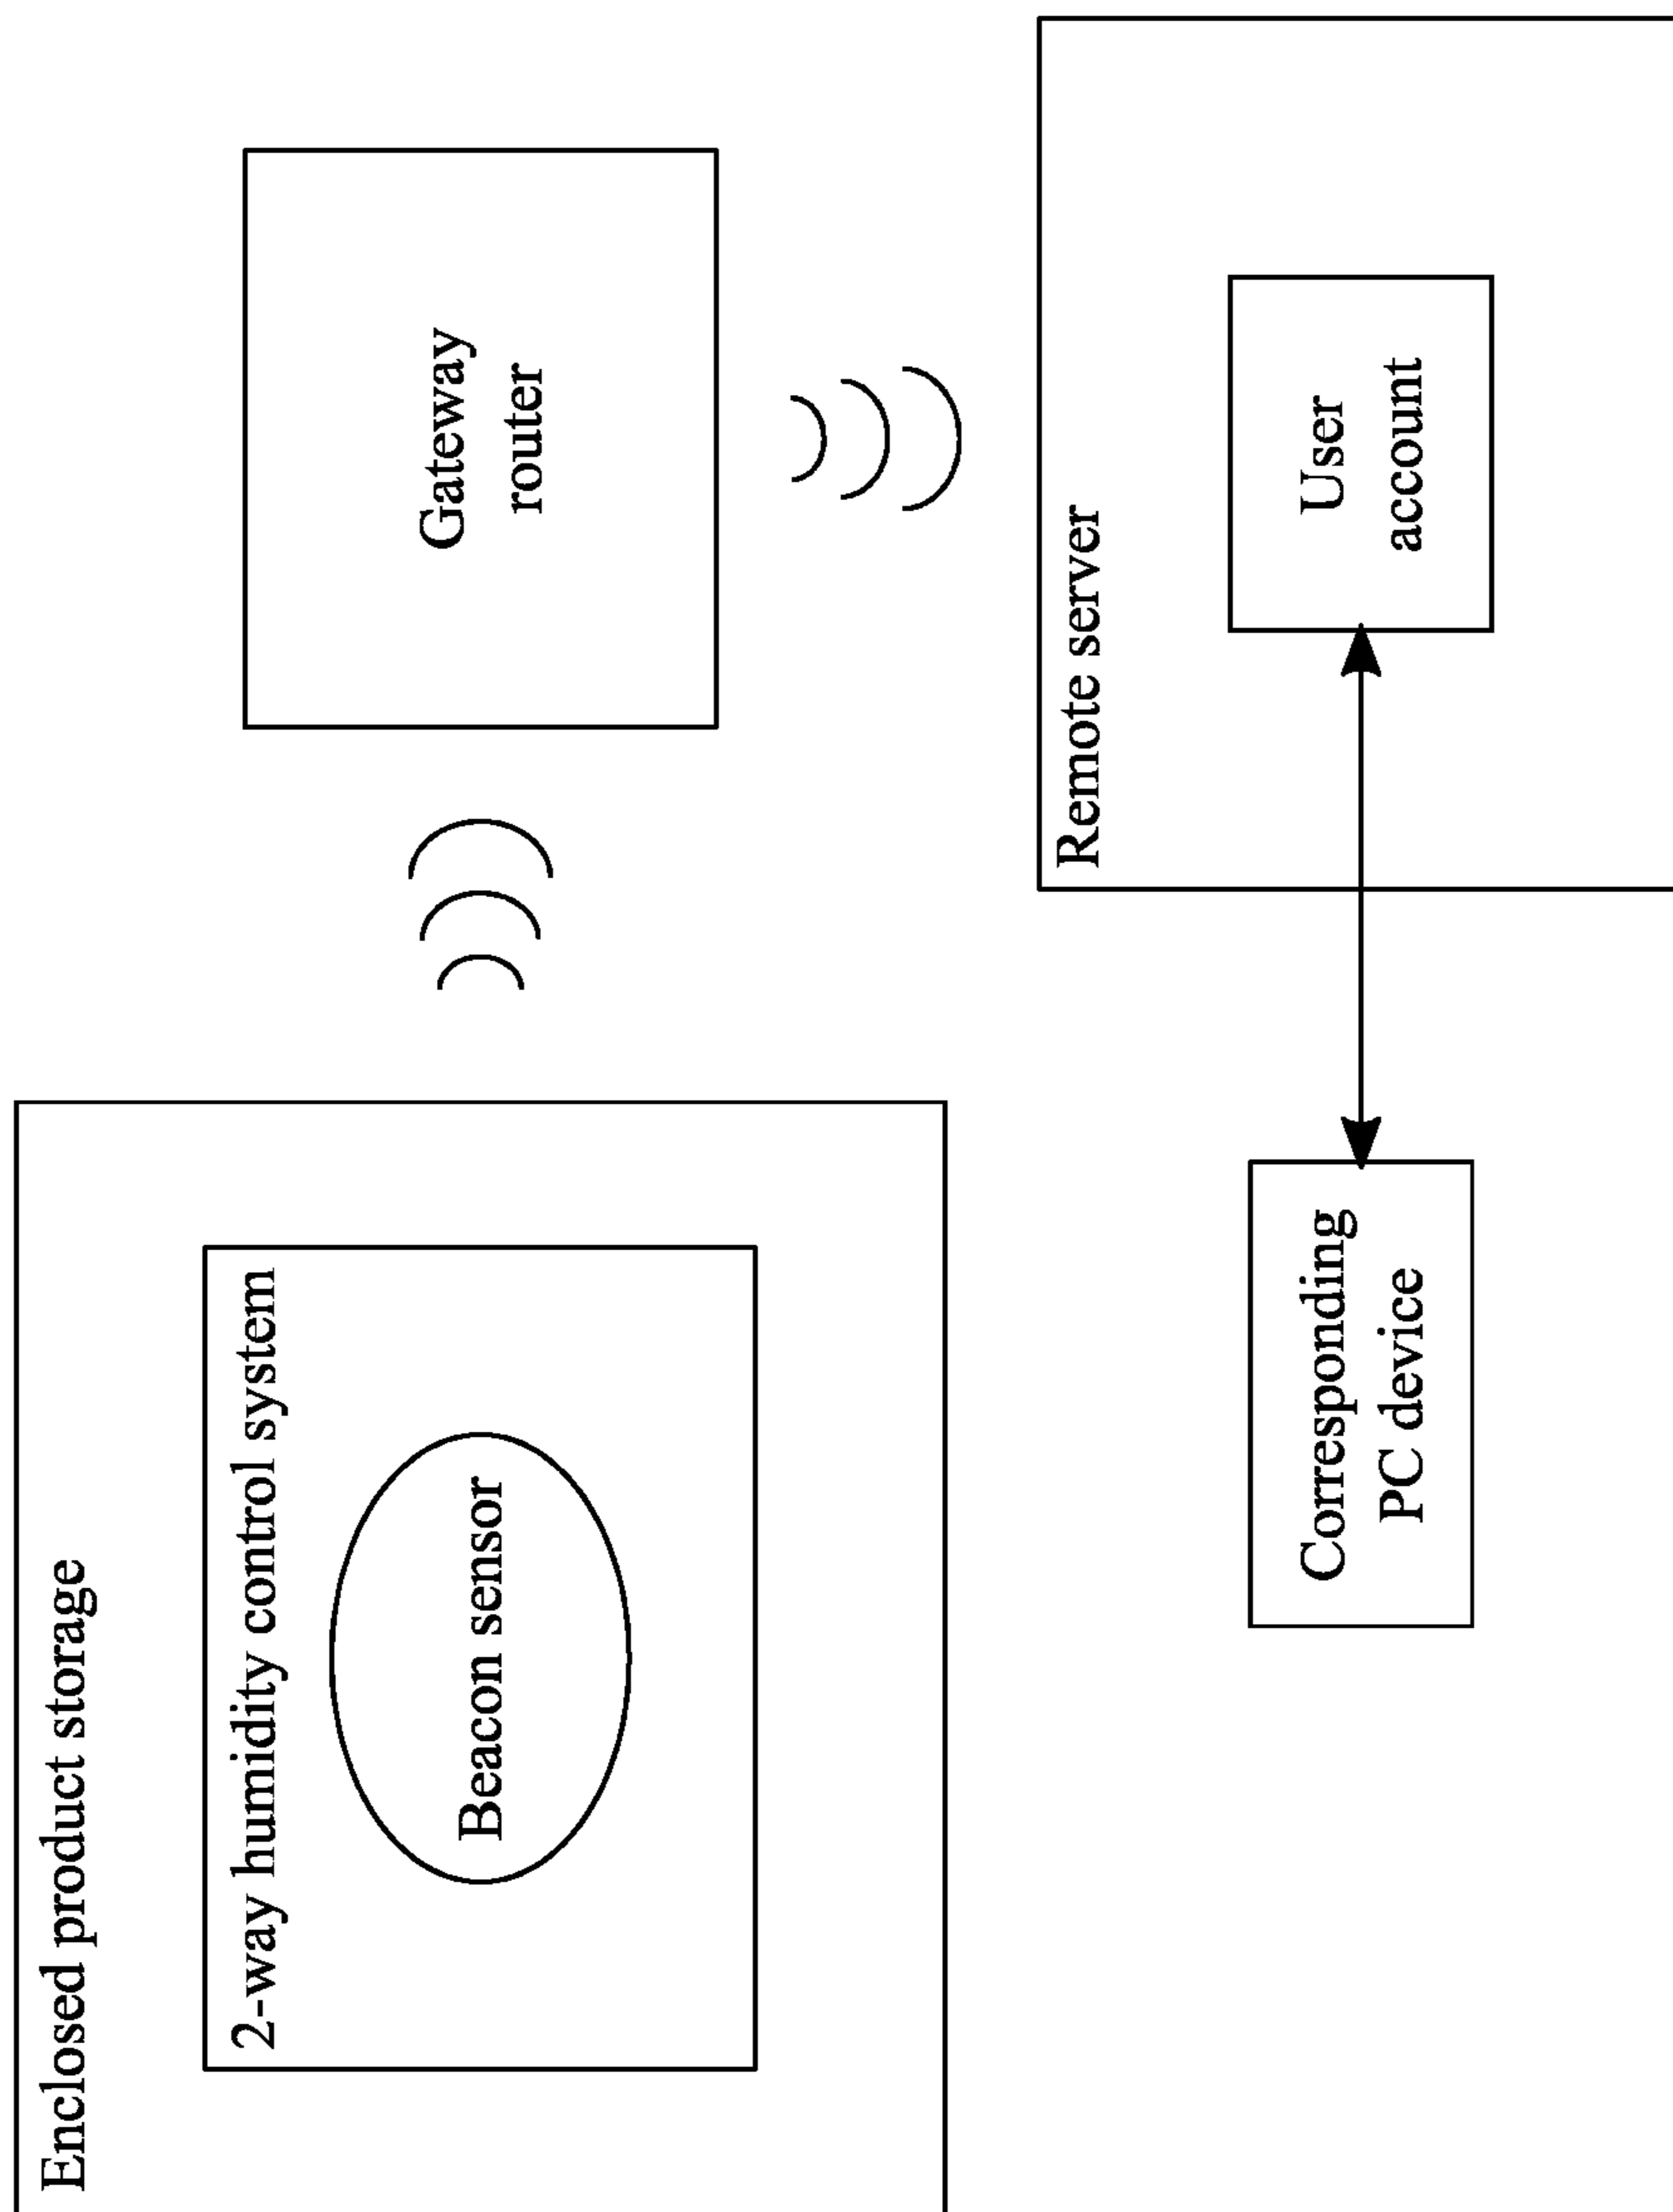 Enclosed product storage
2-way humidity control system
Beacon sensor
Gateway
router
Remote server
User
account
Corresponding
PC device